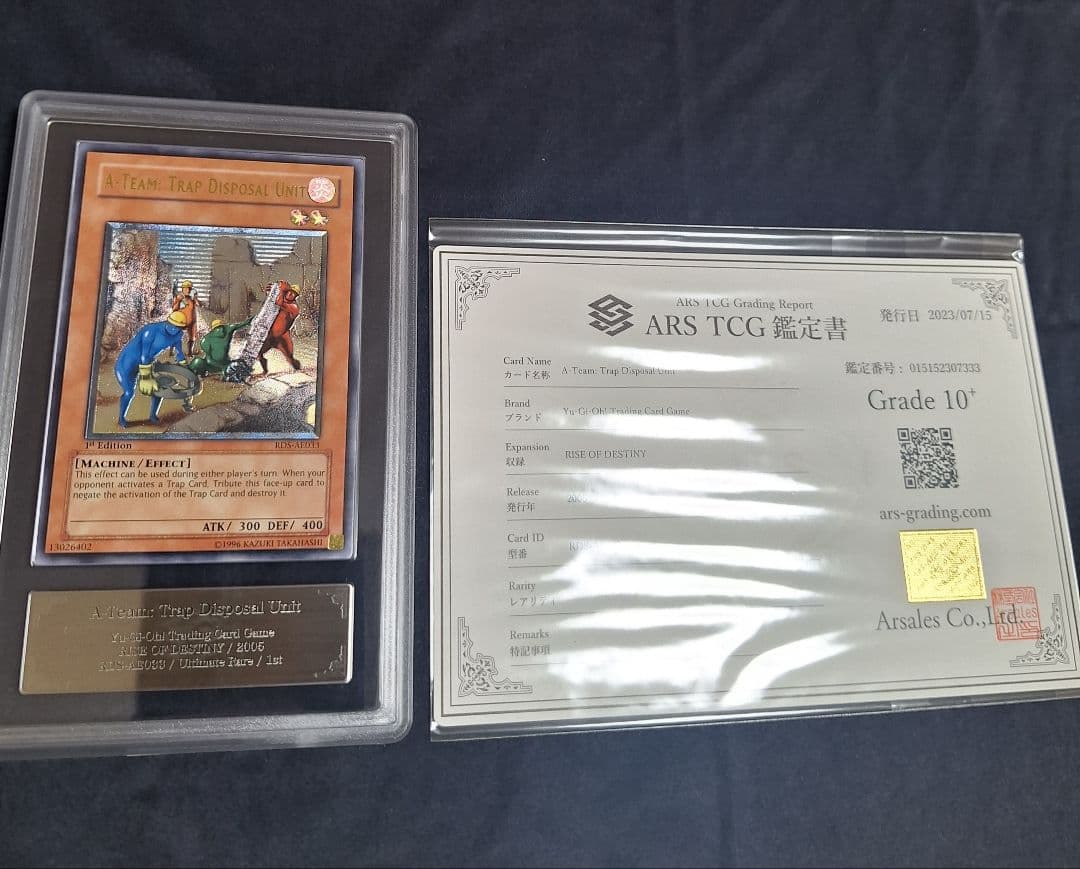 A-Team: Trap Disposal Unit
炎
1st Edition
RDS-AE033
[Machine/Effect]
This effect can be used during either player's turn. When your
opponent activates a Trap Card, Tribute this face-up card to
negate the activation of the Trap Card and destroy it.
ATK/ 300 DEF/ 400
13026402
©1996 KAZUKI TAKAHASHI
A-Team: Trap Disposal Unit
Yu-Gi-Oh! Trading Card Game
RISE OF DESTINY / 2005
RDS-AE033 / Ultimate Rare / 1st
ARS TCG Grading Report
ARS TCG 鑑定書
発行日 2023/07/15
鑑定番号：015152307333
Grade 10+
ars-grading.com
Arsales Co.,Ltd.
Card Name
カード名称
A-Team: Trap Disposal Unit
Brand
ブランド
Yu-Gi-Oh! Trading Card Game
Expansion
収録
RISE OF DESTINY
Release
発行年
Card ID
型番
Rarity
レアリティ
Remarks
特記事項